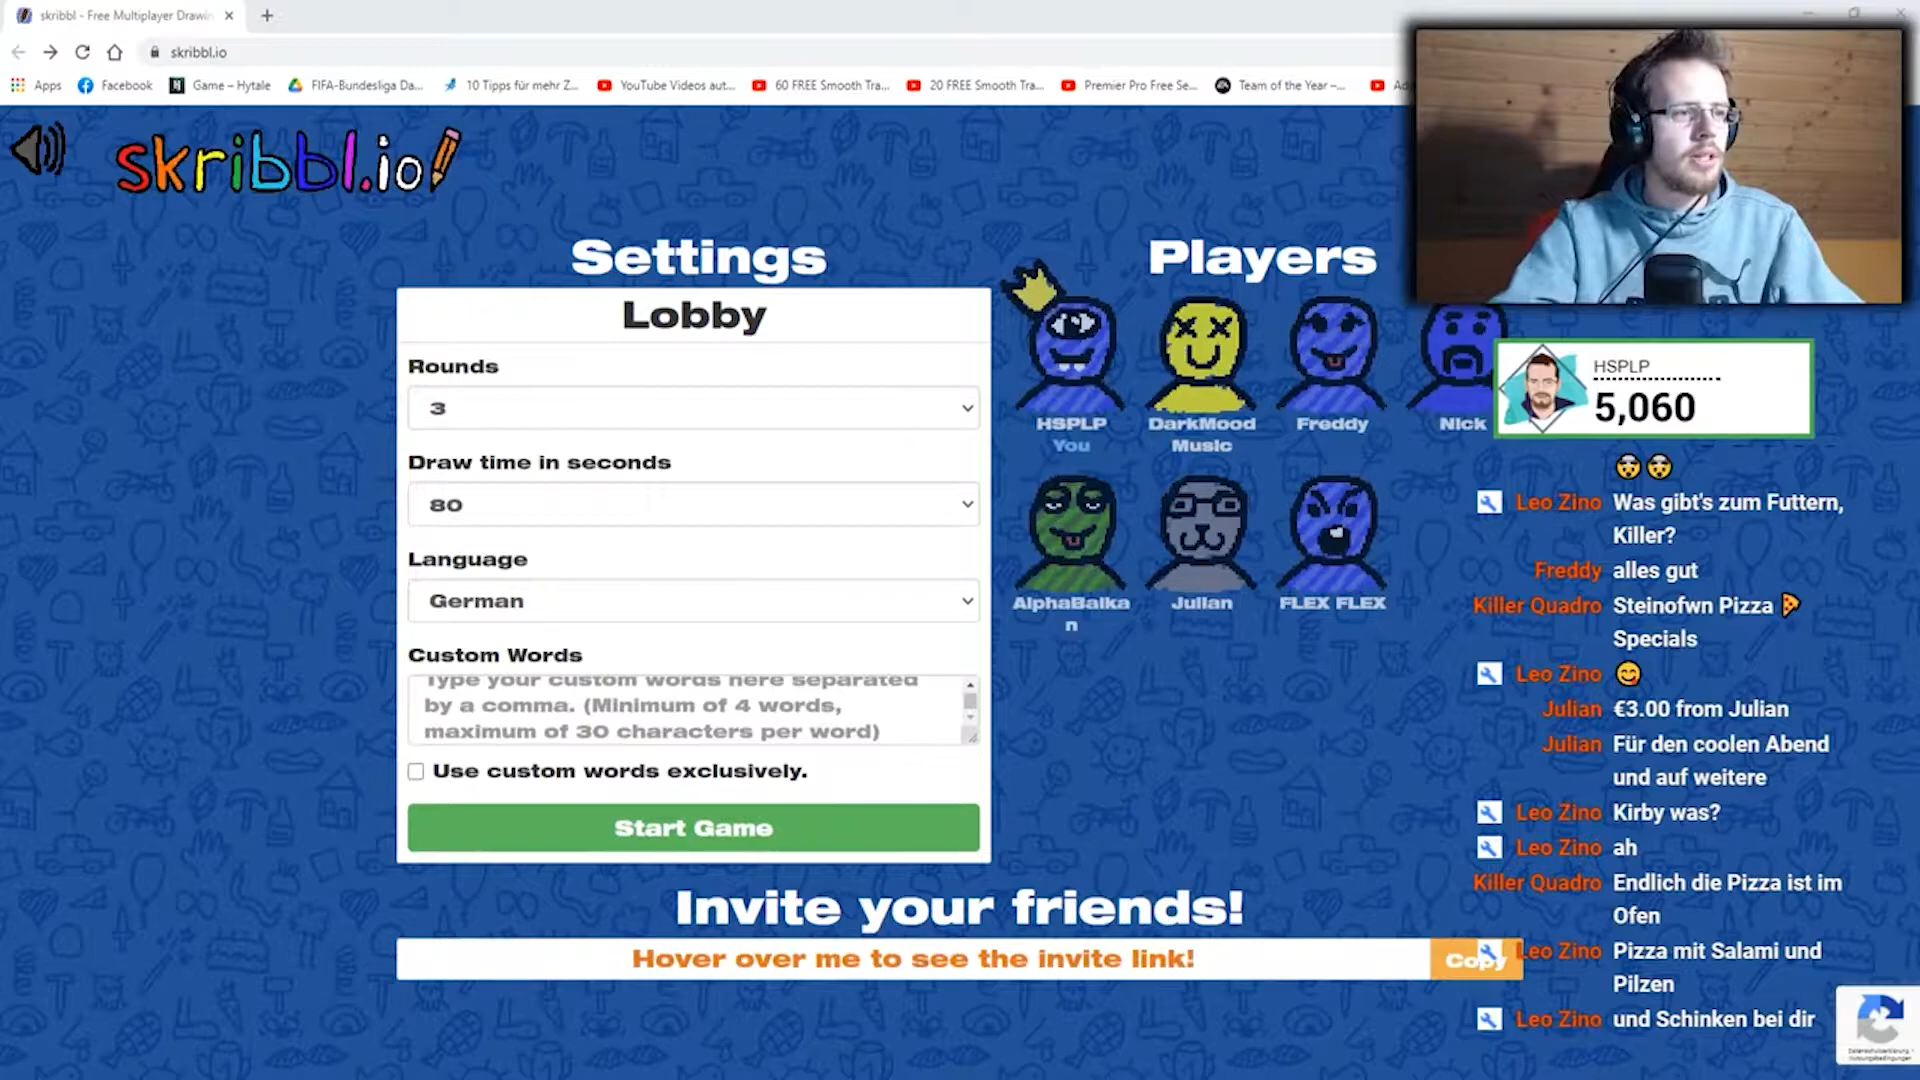 skribbl - Free Multiplayer Drawin
skribbl.io
Apps
Facebook
Game – Hytale
FIFA-Bundesliga Da...
10 Tipps für mehr Z...
YouTube Videos aut...
60 FREE Smooth Tra...
20 FREE Smooth Tra...
Premier Pro Free Se...
Team of the Year –...
skribbl.io
Settings
Lobby
Rounds
3
Draw time in seconds
80
Language
German
Custom Words
Type your custom words here separated
by a comma. (Minimum of 4 words,
maximum of 30 characters per word)
Use custom words exclusively.
Start Game
Players
HSPLP
You
DarkMood
Music
Freddy
Nick
AlphaBalka
n
Julian
FLEX FLEX
Invite your friends!
Hover over me to see the invite link!
Copy
HSPLP
5,060
Leo Zino Was gibt's zum Futtern,
Killer?
Freddy alles gut
Killer Quadro Steinofwn Pizza
Specials
Leo Zino
Julian €3.00 from Julian
Julian Für den coolen Abend
und auf weitere
Leo Zino Kirby was?
Leo Zino ah
Killer Quadro Endlich die Pizza ist im
Ofen
Leo Zino Pizza mit Salami und
Pilzen
Leo Zino und Schinken bei dir